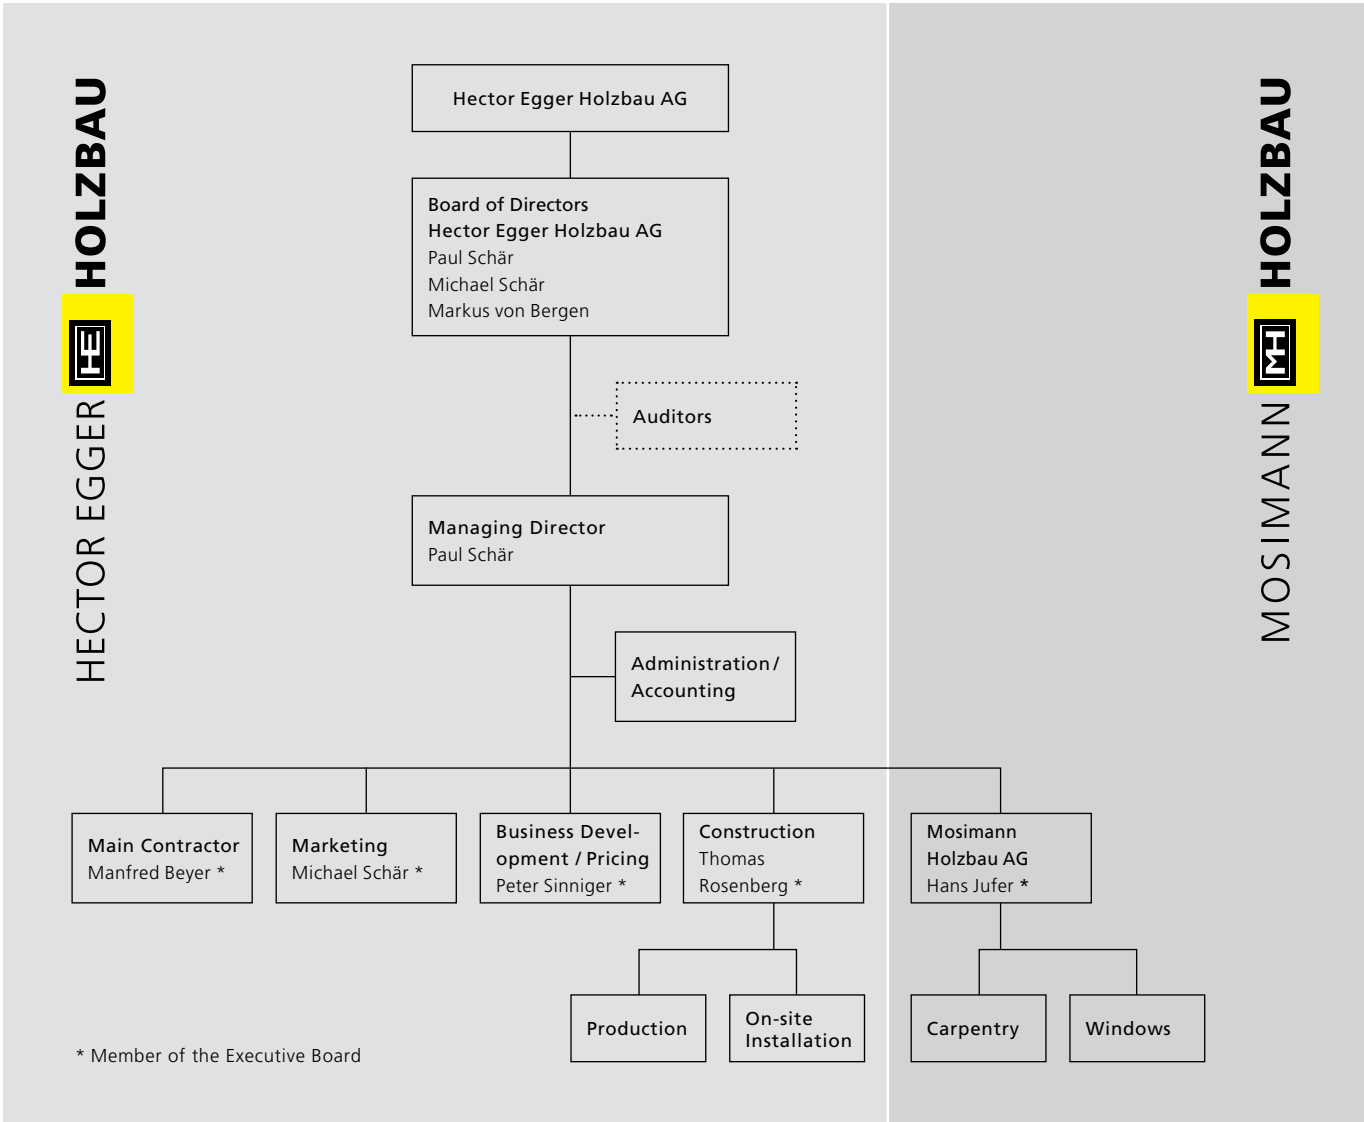 HECTOR EGGER HE HOLZBAU
MOSIMANN MH HOLZBAU
Hector Egger Holzbau AG
Board of Directors
Hector Egger Holzbau AG
Paul Schär
Michael Schär
Markus von Bergen
Auditors
Managing Director
Paul Schär
Administration /
Accounting
Main Contractor
Manfred Beyer *
Marketing
Michael Schär *
Business Devel-
opment / Pricing
Peter Sinniger *
Construction
Thomas
Rosenberg *
Mosimann
Holzbau AG
Hans Jufer *
Production
On-site
Installation
Carpentry
Windows
* Member of the Executive Board